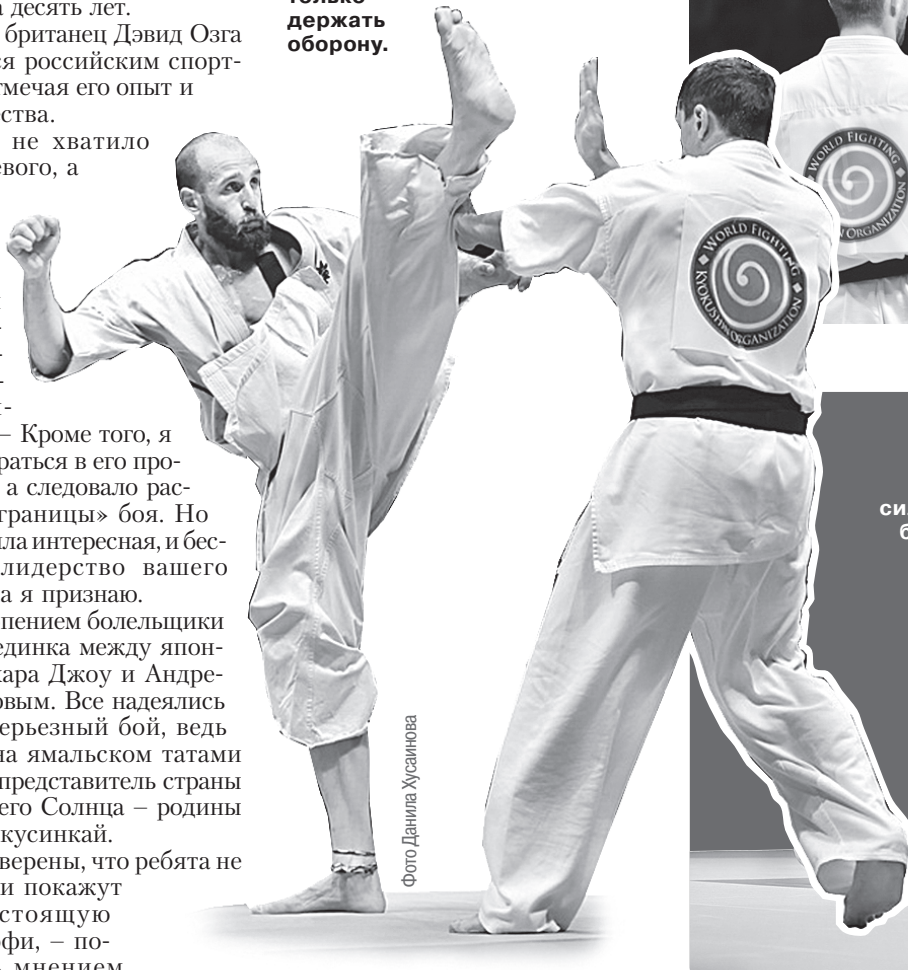 десять лет.
британец Дэвид Озга
ся российским спорт-
тмечая его опыт и
ства.
не хватило
евого, а
– Кроме того, я
раться в его про-
а следовало рас-
границы» боя. Но
ла интересная, и бес-
лидерство вашего
а я признаю.
пением болельщики
единка между япон-
кара Джоу и Андре-
овым. Все надеялись
ерьезный бой, ведь
на ямальском татами
представитель страны
его Солнца – родины
кусинкай.
верены, что ребята не
и покажут
стоящую
фи, – по-
мнением
держать
оборону.
Фото Данила Хусаинова
WORLD FIGHTING
KYOKUSHIN ORGANIZATION
WORLD FIGHTING
N ORGANIZATION
си
б